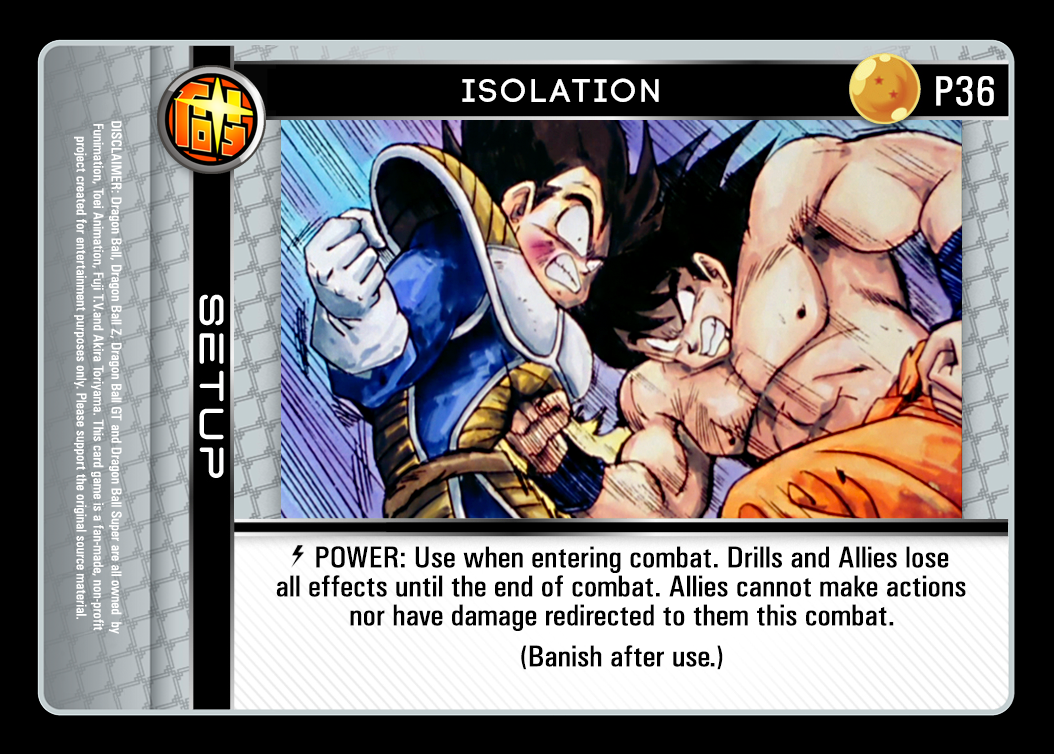 ISOLATION
P36
SETUP
POWER: Use when entering combat. Drills and Allies lose
all effects until the end of combat. Allies cannot make actions
nor have damage redirected to them this combat.
(Banish after use.)
DISCLAIMER: Dragon Ball, Dragon Ball Z, Dragon Ball GT and Dragon Ball Super are all owned by
Funimation, Toei Animation, Fuji T.V.and Akira Toriyama. This card game is a fan-made, non-profit
project created for entertainment purposes only. Please support the original source material.